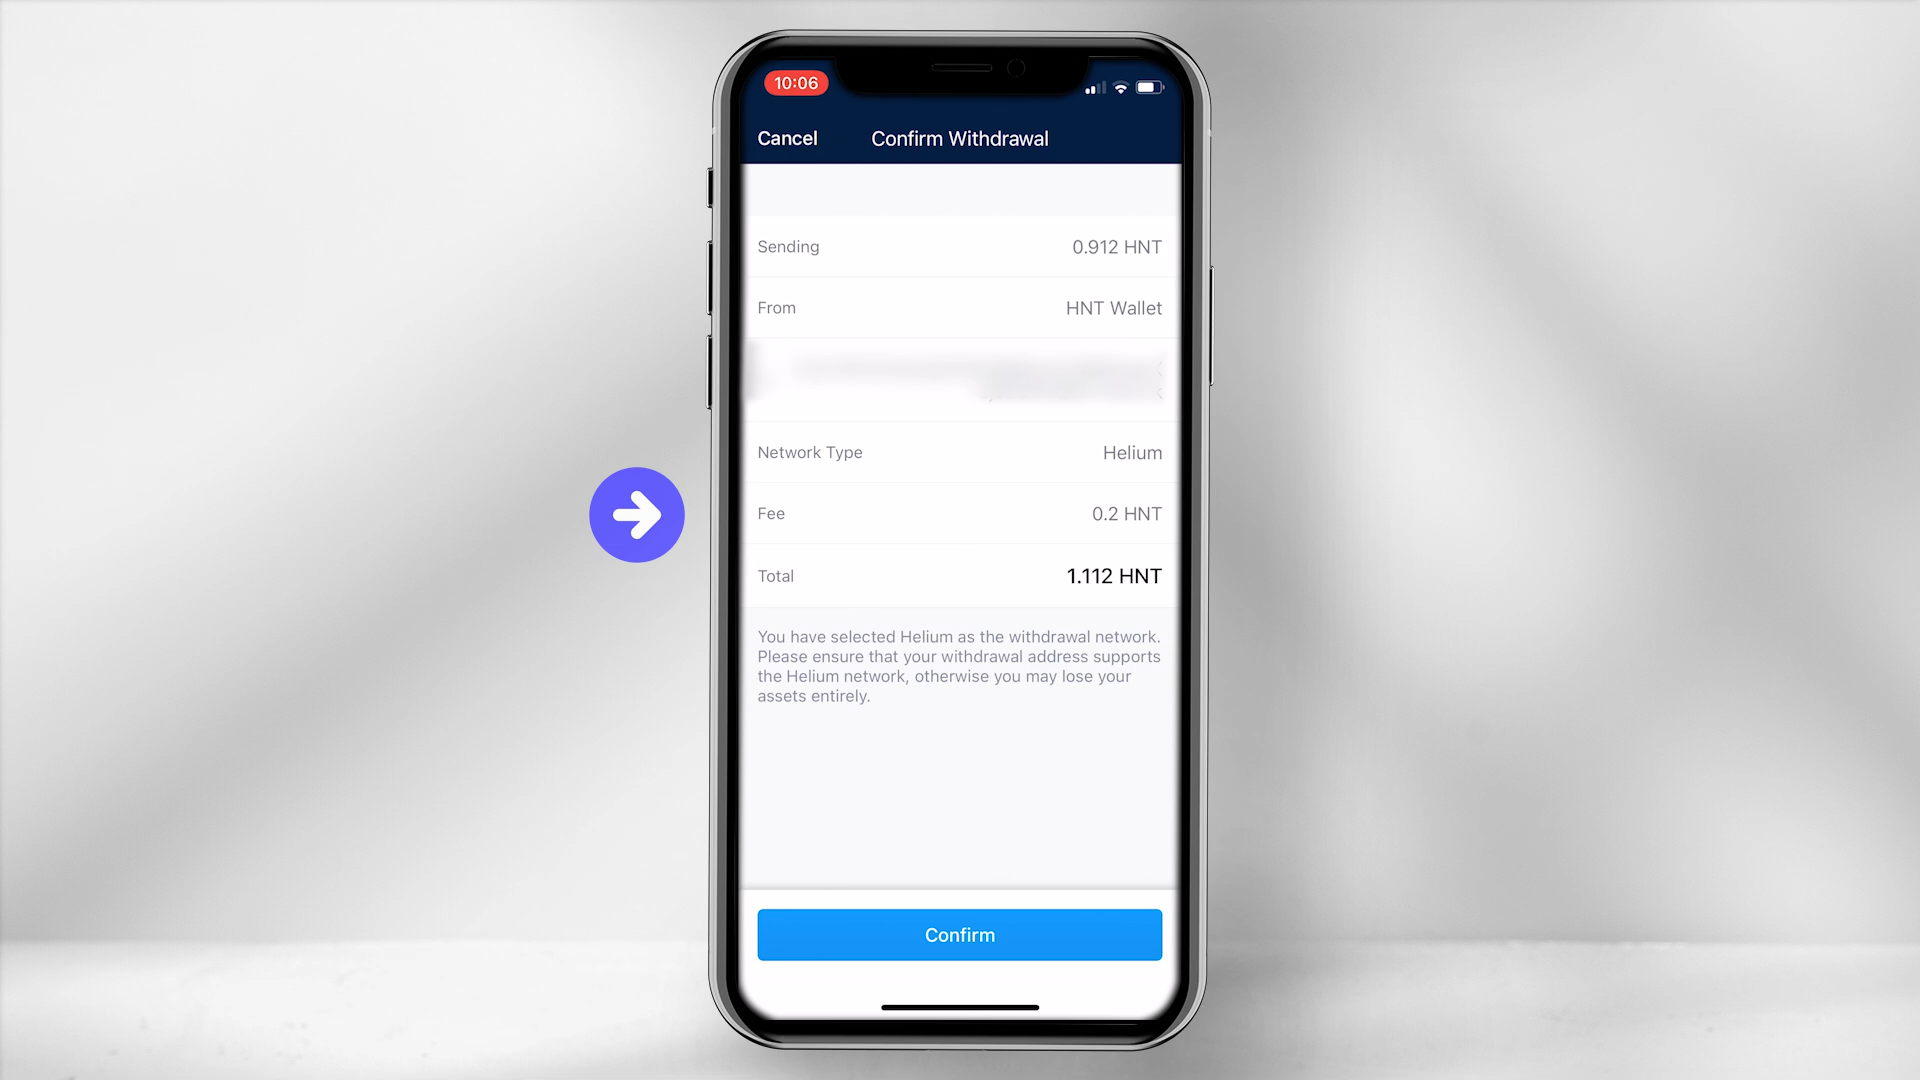 10:06
Cancel Confirm Withdrawal
Sending 0.912 HNT
From HNT Wallet
Network Type Helium
Fee 0.2 HNT
Total 1.112 HNT
You have selected Helium as the withdrawal network.
Please ensure that your withdrawal address supports
the Helium network, otherwise you may lose your
assets entirely.
Confirm